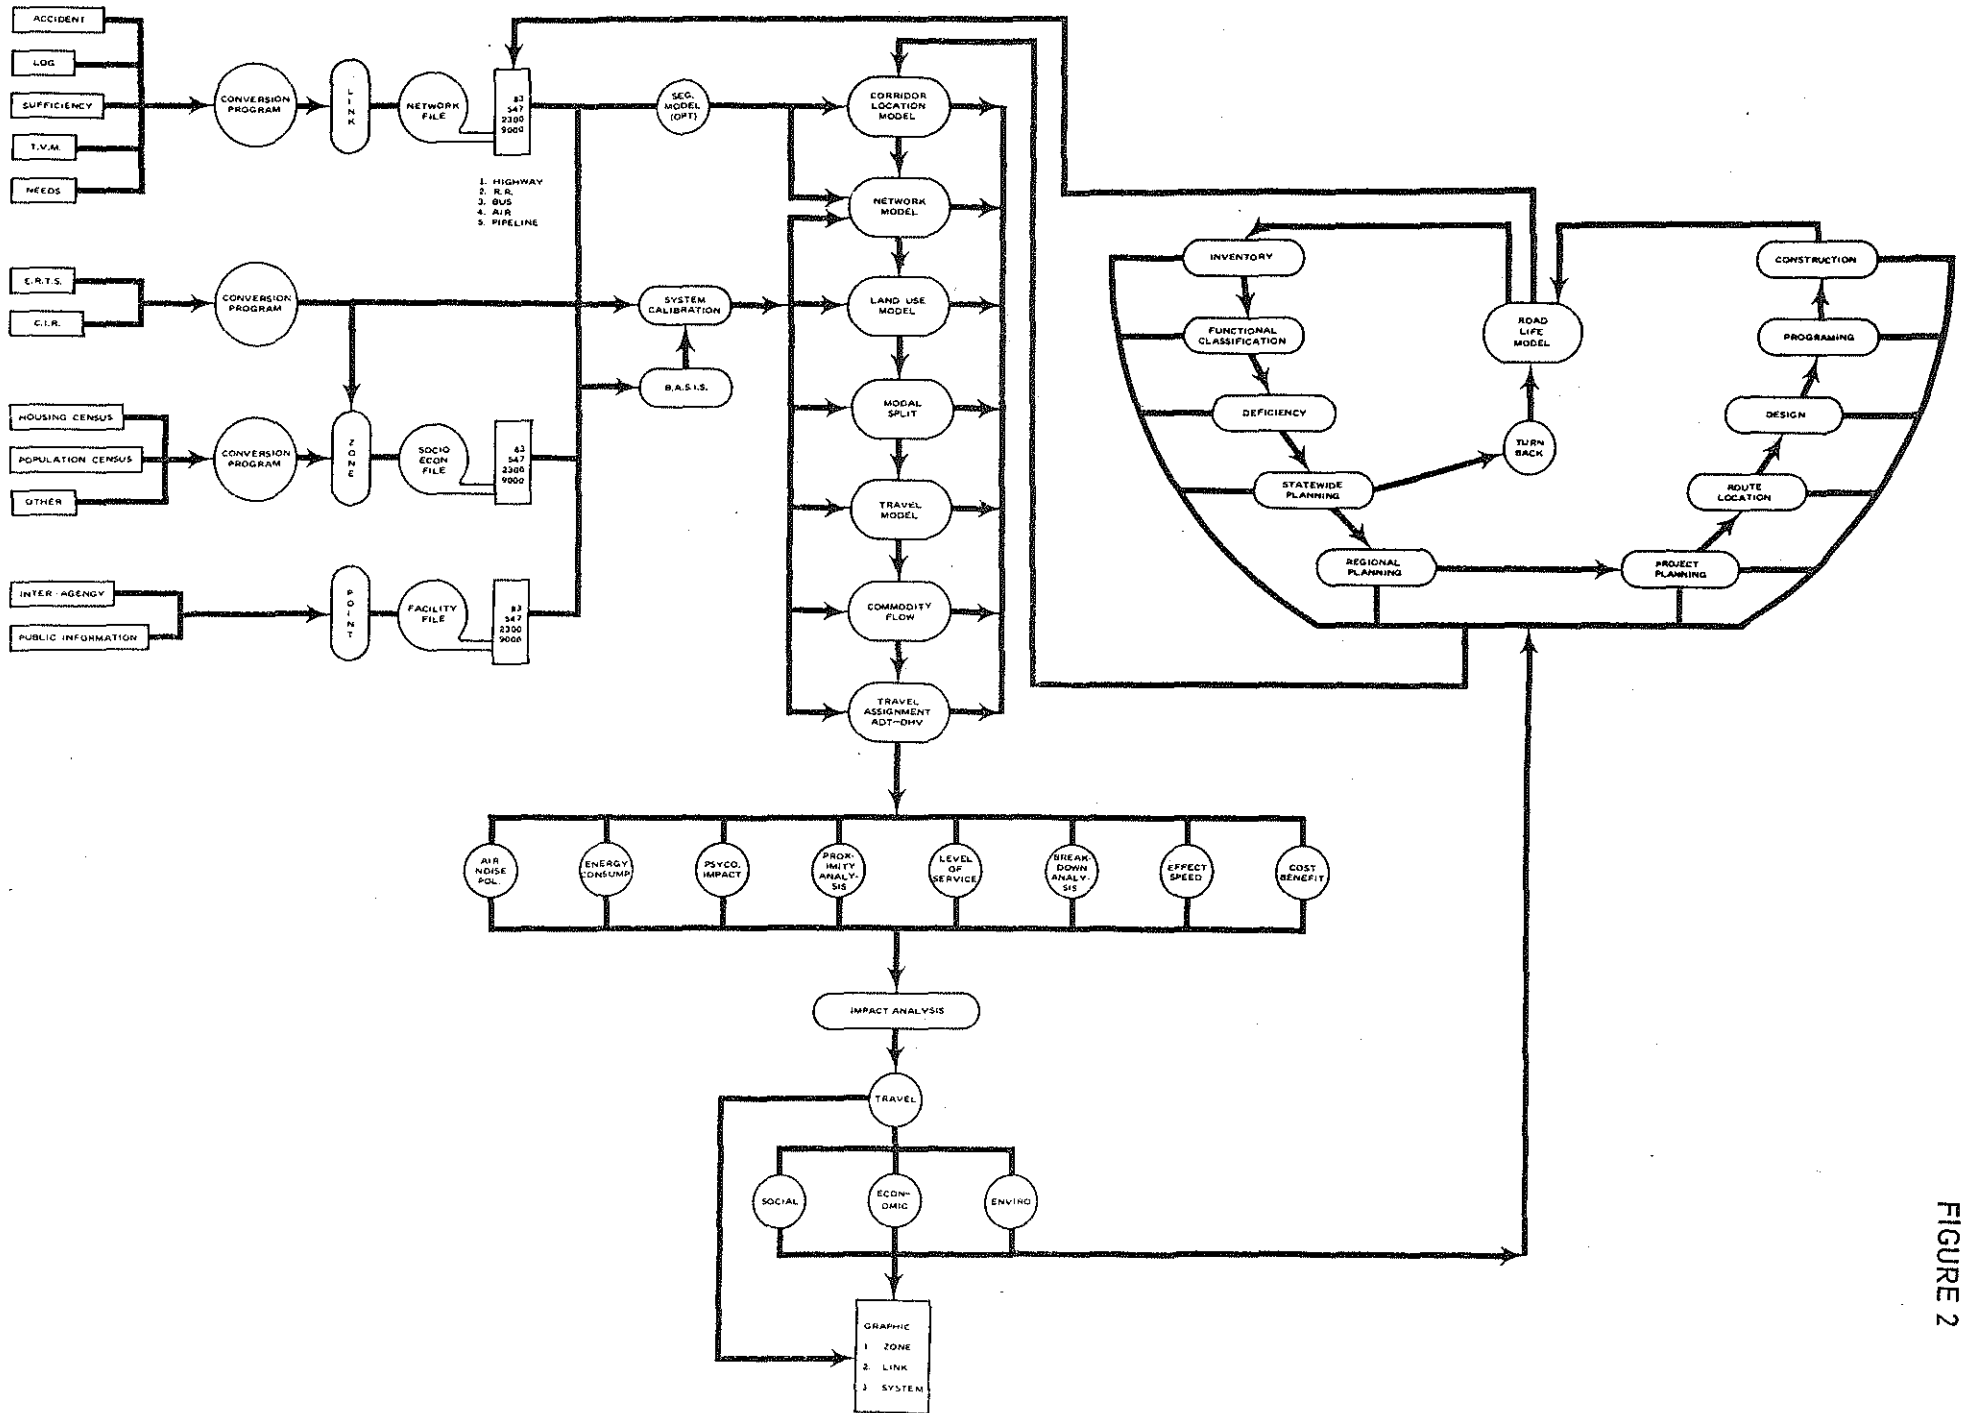 ACCIDENT
LOG
SUFFICIENCY
T.V.M.
NEEDS
CONVERSION
PROGRAM
L
I
N
K
NETWORK
FILE
83
547
2300
9000
1. HIGHWAY
2. R.R.
3. BUS
4. AIR
5. PIPELINE
SEG.
MODEL
(OPT)
E.R.T.S.
C.I.R.
CONVERSION
PROGRAM
SYSTEM
CALIBRATION
B.A.S.I.S.
HOUSING CENSUS
POPULATION CENSUS
OTHER
CONVERSION
PROGRAM
Z
O
N
E
SOCIO
ECON
FILE
83
547
2300
9000
INTER-AGENCY
PUBLIC INFORMATION
P
O
I
N
T
FACILITY
FILE
83
547
2300
9000
CORRIDOR
LOCATION
MODEL
NETWORK
MODEL
LAND USE
MODEL
MODAL
SPLIT
TRAVEL
MODEL
COMMODITY
FLOW
TRAVEL
ASSIGNMENT
ADT-DHV
INVENTORY
FUNCTIONAL
CLASSIFICATION
DEFICIENCY
STATEWIDE
PLANNING
REGIONAL
PLANNING
PROJECT
PLANNING
ROUTE
LOCATION
DESIGN
PROGRAMING
CONSTRUCTION
ROAD
LIFE
MODEL
TURN
BACK
AIR
NOISE
POL.
ENERGY
CONSUMP.
PSYCO.
IMPACT
PROX-
IMITY
ANALY-
SIS
LEVEL
OF
SERVICE
BREAK-
DOWN
ANALY-
SIS
EFFECT
SPEED
COST
BENEFIT
IMPACT ANALYSIS
TRAVEL
SOCIAL
ECON-
OMIC
ENVIRO
GRAPHIC
1 ZONE
2. LINK
3 SYSTEM
FIGURE 2